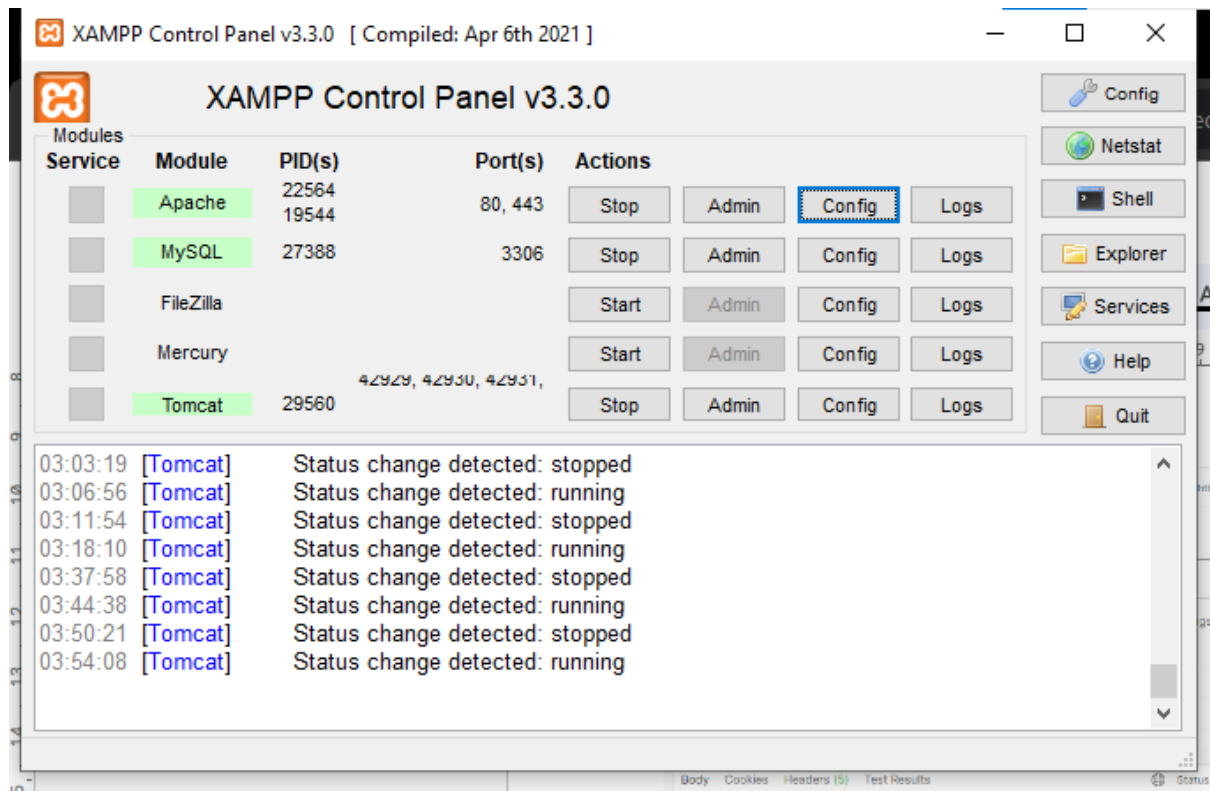 XAMPP Control Panel v3.3.0 [ Compiled: Apr 6th 2021 ]
XAMPP Control Panel v3.3.0
Config
Modules
Service Module PID(s) Port(s) Actions
Netstat
Apache 22564 19544 80, 443 Stop Admin Config Logs
Shell
MySQL 27388 3306 Stop Admin Config Logs
Explorer
FileZilla Start Admin Config Logs
Services
Mercury Start Admin Config Logs
Help
42929, 42930, 42931,
Tomcat 29560 Stop Admin Config Logs
Quit
03:03:19 [Tomcat] Status change detected: stopped
03:06:56 [Tomcat] Status change detected: running
03:11:54 [Tomcat] Status change detected: stopped
03:18:10 [Tomcat] Status change detected: running
03:37:58 [Tomcat] Status change detected: stopped
03:44:38 [Tomcat] Status change detected: running
03:50:21 [Tomcat] Status change detected: stopped
03:54:08 [Tomcat] Status change detected: running
Body Cookies Headers (5) Test Results Status